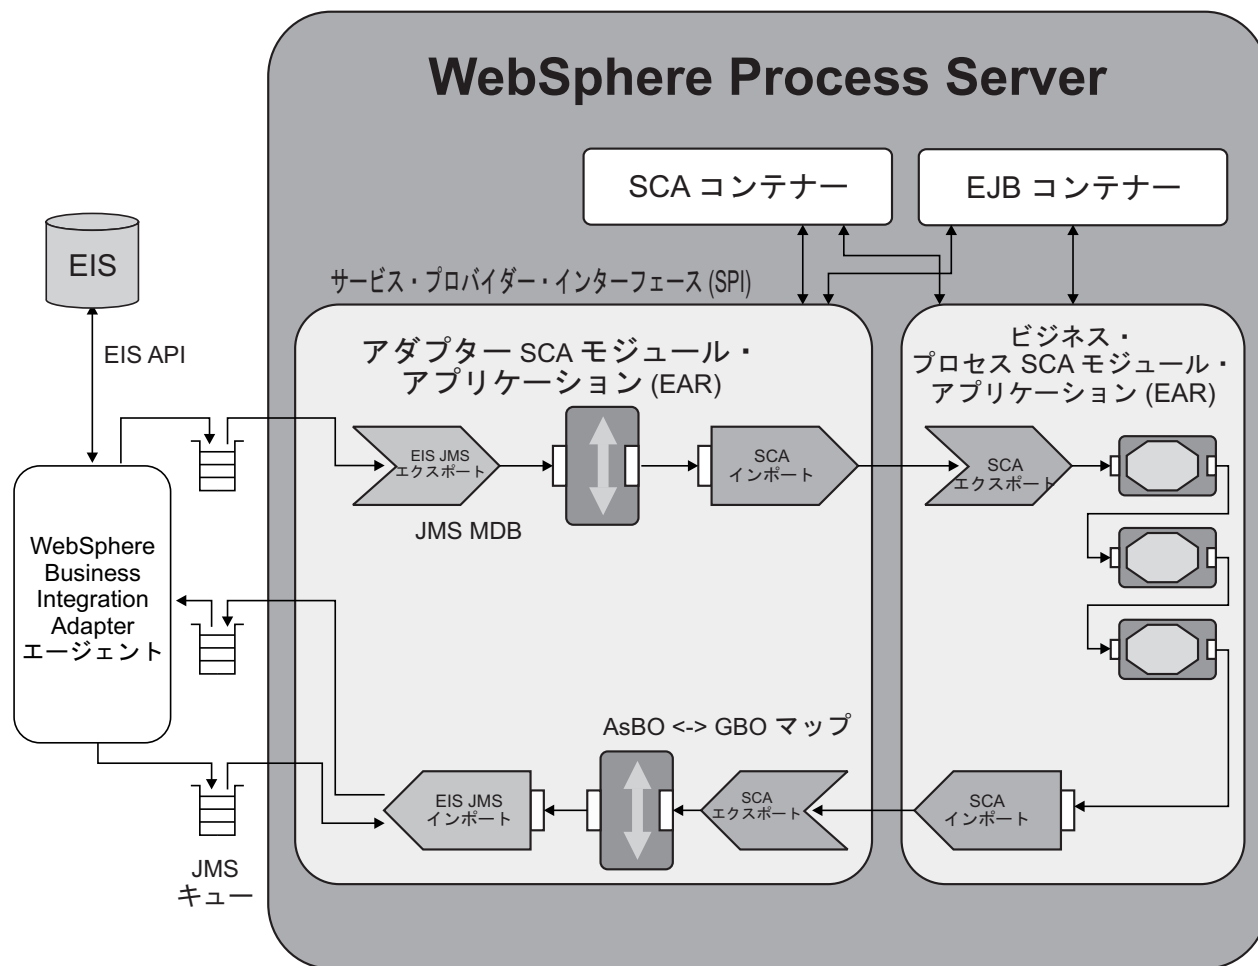 WebSphere Process Server
SCA コンテナー
EJB コンテナー
EIS
EIS API
サービス・プロバイダー・インターフェース (SPI)
アダプター SCA モジュール・
アプリケーション (EAR)
ビジネス・
プロセス SCA モジュール・
アプリケーション (EAR)
EIS JMS
エクスポート
JMS MDB
SCA
インポート
SCA
エクスポート
WebSphere
Business
Integration
Adapter
エージェント
AsBO <-> GBO マップ
EIS JMS
インポート
SCA
エクスポート
SCA
インポート
JMS
キュー